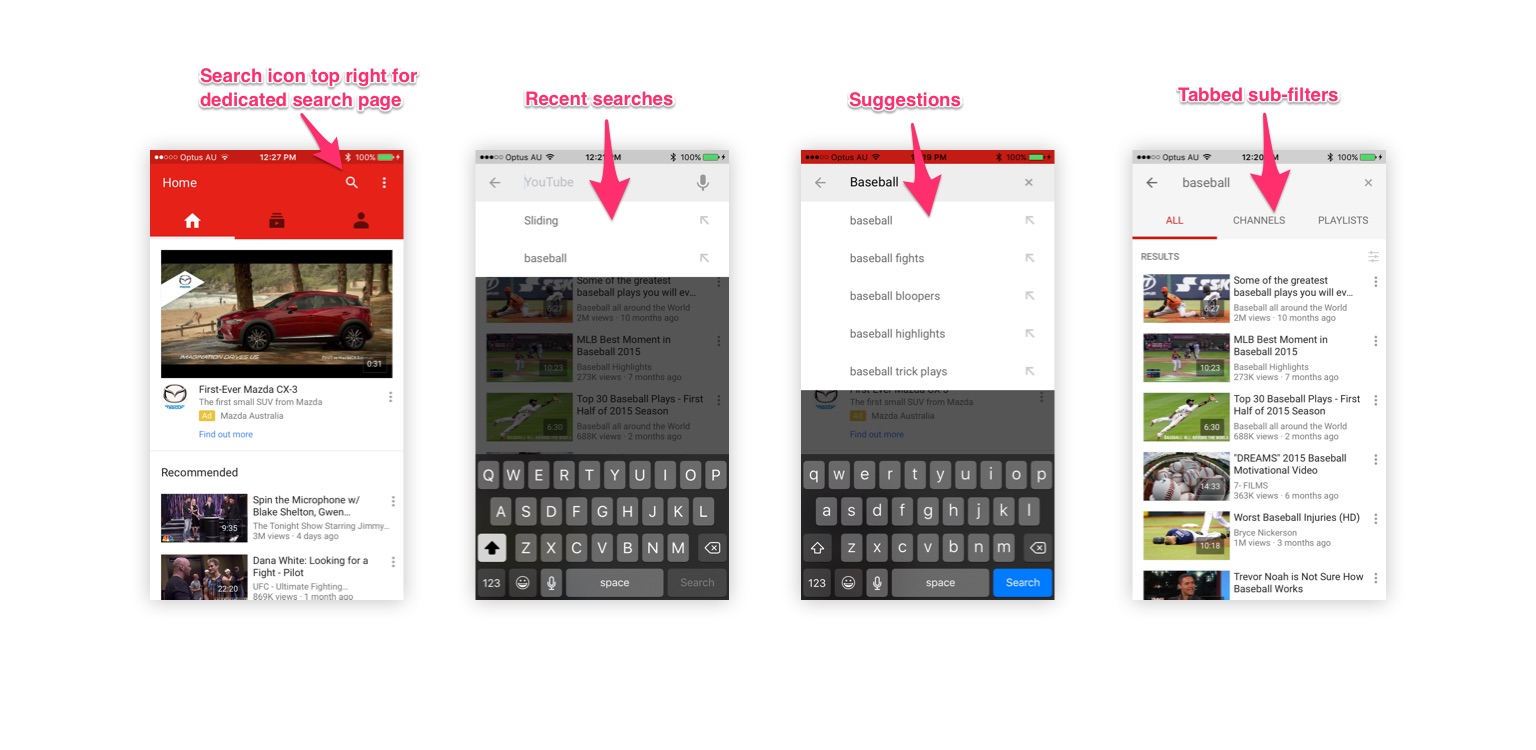 Search icon top right for
dedicated search page
Recent searches
Suggestions
Tabbed sub-filters
Optus AU
12:27 PM
100%
Home
IMAGINATION DRIVES US
0:31
First-Ever Mazda CX-3
The first small SUV from Mazda
Ad Mazda Australia
Find out more
Recommended
Spin the Microphone w/
Blake Shelton, Gwen...
The Tonight Show Starring Jimmy...
3M views · 4 days ago
9:35
Dana White: Looking for a
Fight - Pilot
UFC - Ultimate Fighting...
869K views · 1 month ago
22:20
Optus AU
100%
YouTube
Sliding
baseball
Some of the greatest
baseball plays you will ev...
Baseball all around the World
2M views · 10 months ago
6:27
MLB Best Moment in
Baseball 2015
Baseball Highlights
273K views · 7 months ago
10:23
Top 30 Baseball Plays - First
Half of 2015 Season
Baseball all around the World
688K views · 2 months ago
6:30
Q W E R T Y U I O P
A S D F G H J K L
Z X C V B N M
123 space Search
Optus AU
100%
Baseball
baseball
baseball fights
baseball bloopers
baseball highlights
baseball trick plays
First-Ever Mazda CX-3
The first small SUV from Mazda
Ad Mazda Australia
Find out more
q w e r t y u i o p
a s d f g h j k l
z x c v b n m
123 space Search
Optus AU
100%
baseball
ALL CHANNELS PLAYLISTS
RESULTS
Some of the greatest
baseball plays you will ev...
Baseball all around the World
2M views · 10 months ago
6:27
MLB Best Moment in
Baseball 2015
Baseball Highlights
273K views · 7 months ago
10:23
Top 30 Baseball Plays - First
Half of 2015 Season
Baseball all around the World
688K views · 2 months ago
6:30
"DREAMS" 2015 Baseball
Motivational Video
7- FILMS
363K views · 6 months ago
14:33
Worst Baseball Injuries (HD)
Bryce Nickerson
1M views · 3 months ago
10:18
Trevor Noah is Not Sure How
Baseball Works